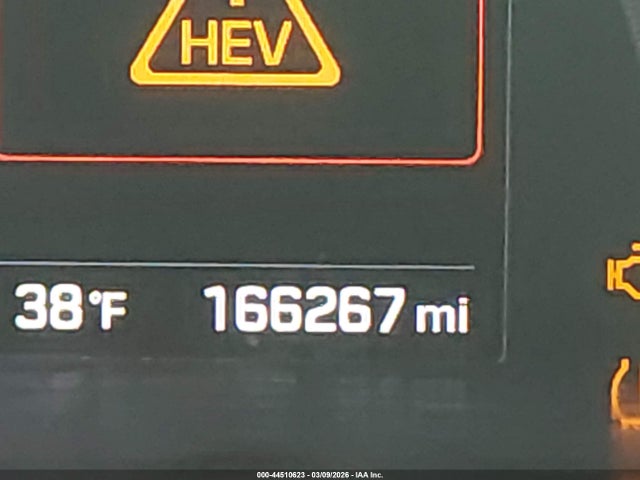 HEV
38°F 166267 mi
000-44510623 - 03/09/2026 - IAA Inc.